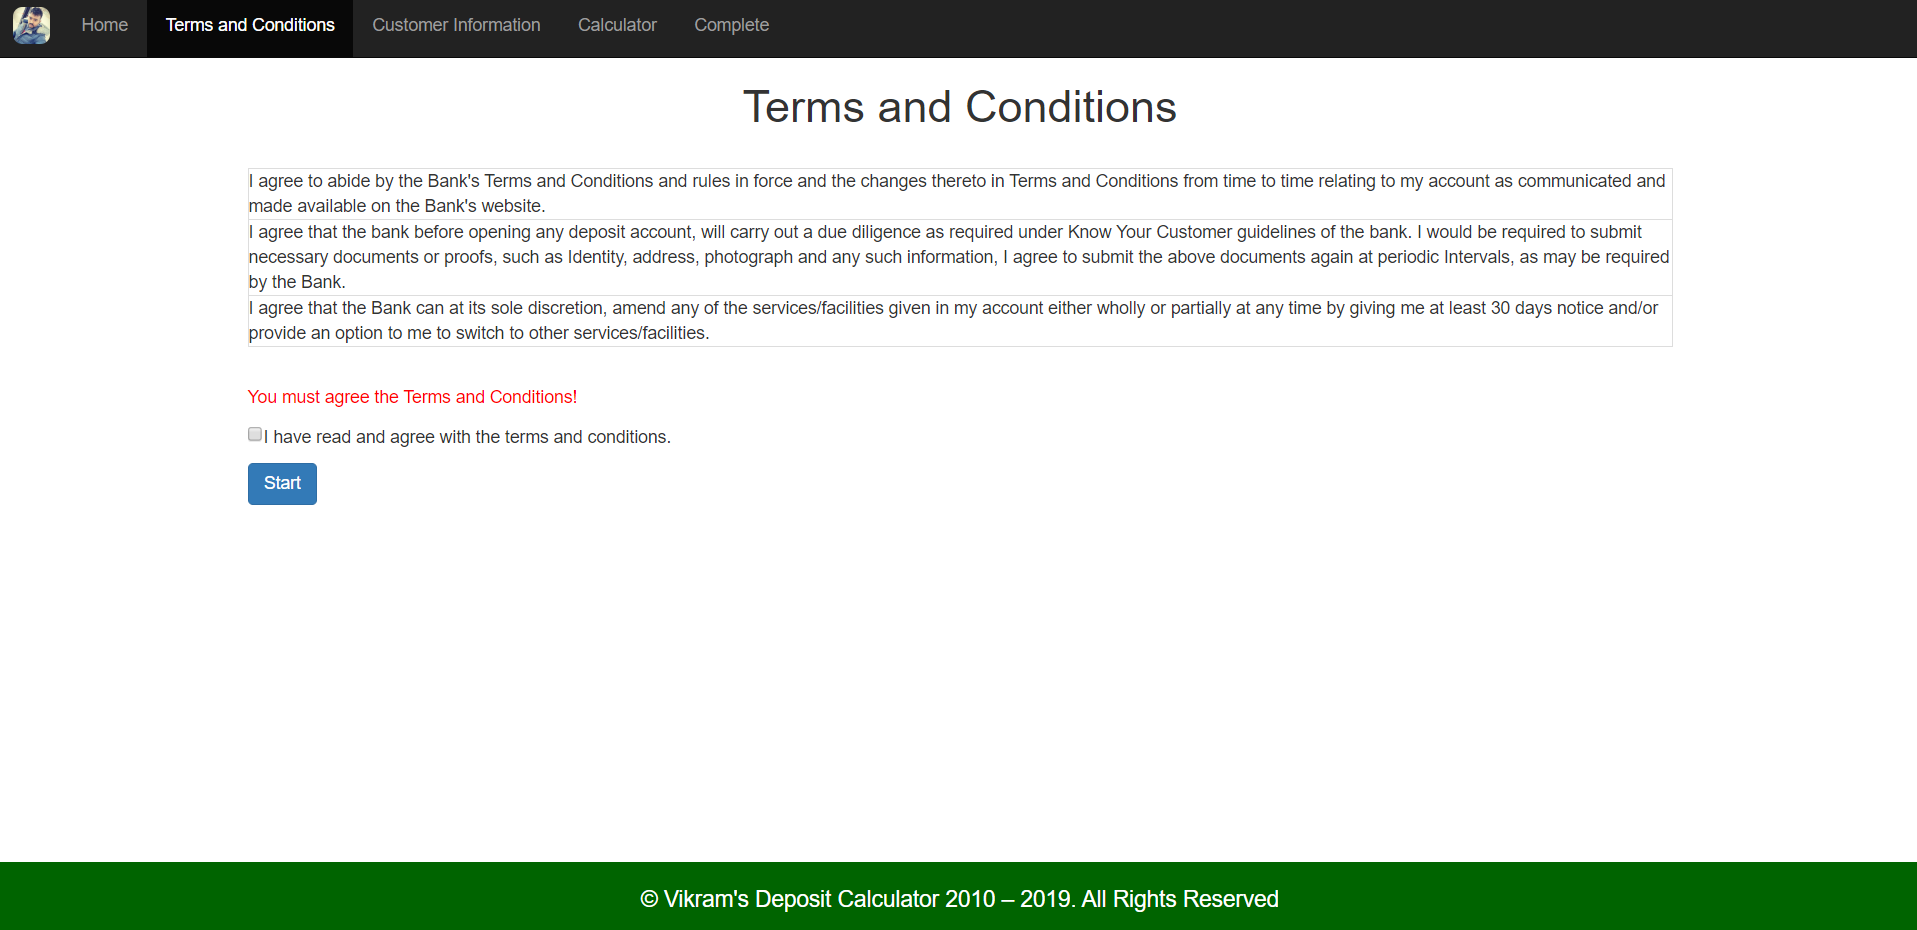 Home Terms and Conditions Customer Information Calculator Complete
Terms and Conditions
I agree to abide by the Bank's Terms and Conditions and rules in force and the changes thereto in Terms and Conditions from time to time relating to my account as communicated and
made available on the Bank's website.
I agree that the bank before opening any deposit account, will carry out a due diligence as required under Know Your Customer guidelines of the bank. I would be required to submit
necessary documents or proofs, such as Identity, address, photograph and any such information, I agree to submit the above documents again at periodic Intervals, as may be required
by the Bank.
I agree that the Bank can at its sole discretion, amend any of the services/facilities given in my account either wholly or partially at any time by giving me at least 30 days notice and/or
provide an option to me to switch to other services/facilities.
You must agree the Terms and Conditions!
I have read and agree with the terms and conditions.
Start
© Vikram's Deposit Calculator 2010 – 2019. All Rights Reserved